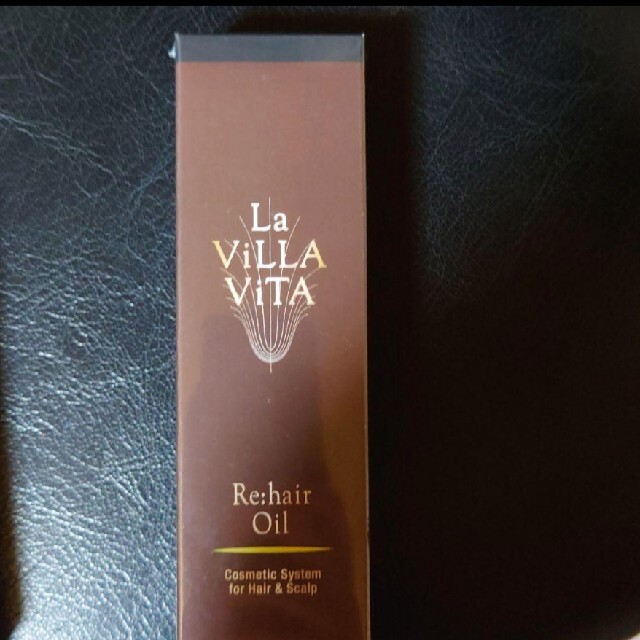 La
ViLLA
ViTA
Re:hair
Oil
Cosmetic System
for Hair & Scalp